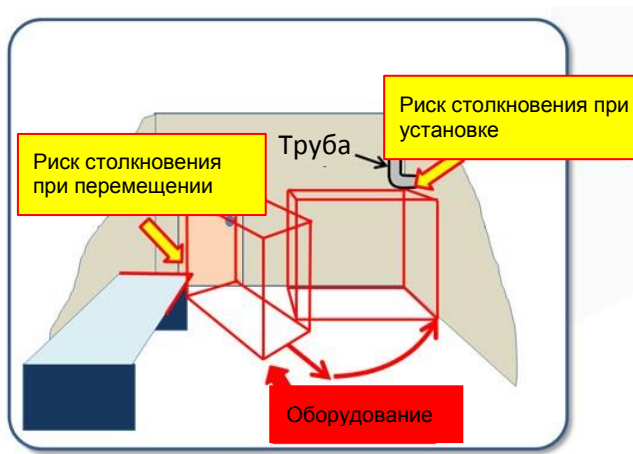 Риск столкновения при
установке
Труба
Риск столкновения
при перемещении
Оборудование